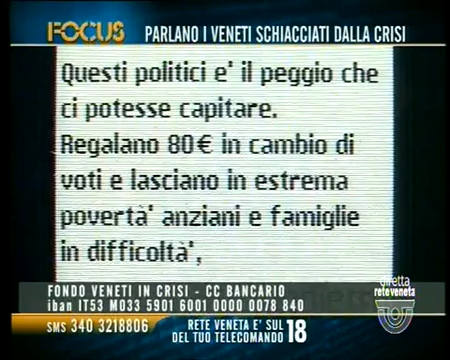 FOCUS PARLANO I VENETI SCHIACCIATI DALLA CRISI
Questi politici e' il peggio che
ci potesse capitare.
Regalano 80€ in cambio di
voti e lasciano in estrema
povertà' anziani e famiglie
in difficoltà',
FONDO VENETI IN CRISI - CC BANCARIO
iban IT53 M033 5901 6001 0000 0078 840
diretta
reteveneta
SMS 340 3218806
RETE VENETA E' SUL
DEL TUO TELECOMANDO 18